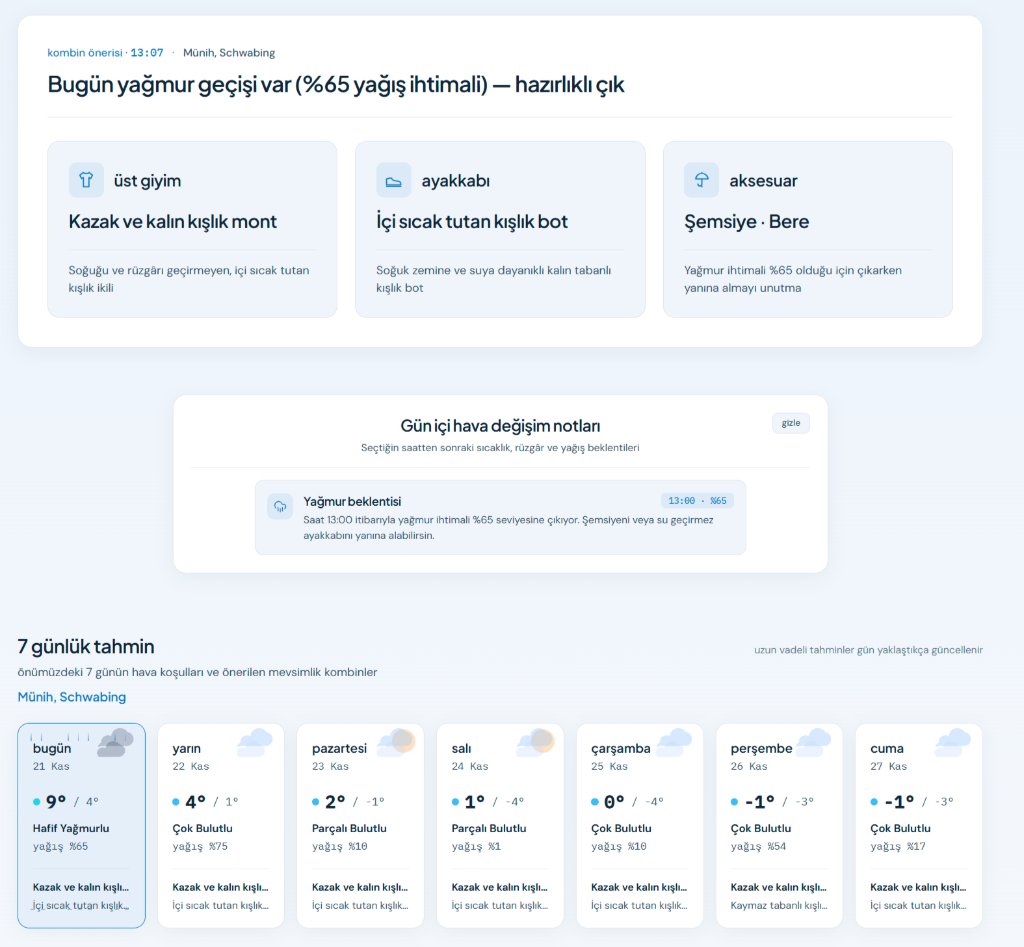 kombin önerisi · 13:07 · Münih, Schwabing
Bugün yağmur geçişi var (%65 yağış ihtimali) — hazırlıklı çık
üst giyim
Kazak ve kalın kışlık mont
Soğuğu ve rüzgârı geçirmeyen, içi sıcak tutan
kışlık ikili
ayakkabı
İçi sıcak tutan kışlık bot
Soğuk zemine ve suya dayanıklı kalın tabanlı
kışlık bot
aksesuar
Şemsiye · Bere
Yağmur ihtimali %65 olduğu için çıkarken
yanına almayı unutma
Gün içi hava değişim notları
gizle
Seçtiğin saatten sonraki sıcaklık, rüzgâr ve yağış beklentileri
Yağmur beklentisi
13:00 · %65
Saat 13:00 itibarıyla yağmur ihtimali %65 seviyesine çıkıyor. Şemsiyeni veya su geçirmez
ayakkabını yanına alabilirsin.
7 günlük tahmin
uzun vadeli tahminler gün yaklaştıkça güncellenir
önümüzdeki 7 günün hava koşulları ve önerilen mevsimlik kombinler
Münih, Schwabing
bugün
21 Kas
9° / 4°
Hafif Yağmurlu
yağış %65
Kazak ve kalın kışlı...
İçi sıcak tutan kışlık...
yarın
22 Kas
4° / 1°
Çok Bulutlu
yağış %75
Kazak ve kalın kışlı...
İçi sıcak tutan kışlık...
pazartesi
23 Kas
2° / -1°
Parçalı Bulutlu
yağış %10
Kazak ve kalın kışlı...
İçi sıcak tutan kışlık...
salı
24 Kas
1° / -4°
Parçalı Bulutlu
yağış %1
Kazak ve kalın kışlı...
İçi sıcak tutan kışlık...
çarşamba
25 Kas
0° / -4°
Çok Bulutlu
yağış %10
Kazak ve kalın kışlı...
İçi sıcak tutan kışlık...
perşembe
26 Kas
-1° / -3°
Çok Bulutlu
yağış %54
Kazak ve kalın kışlı...
Kaymaz tabanlı kışlı...
cuma
27 Kas
-1° / -3°
Çok Bulutlu
yağış %17
Kazak ve kalın kışlı...
İçi sıcak tutan kışlık...